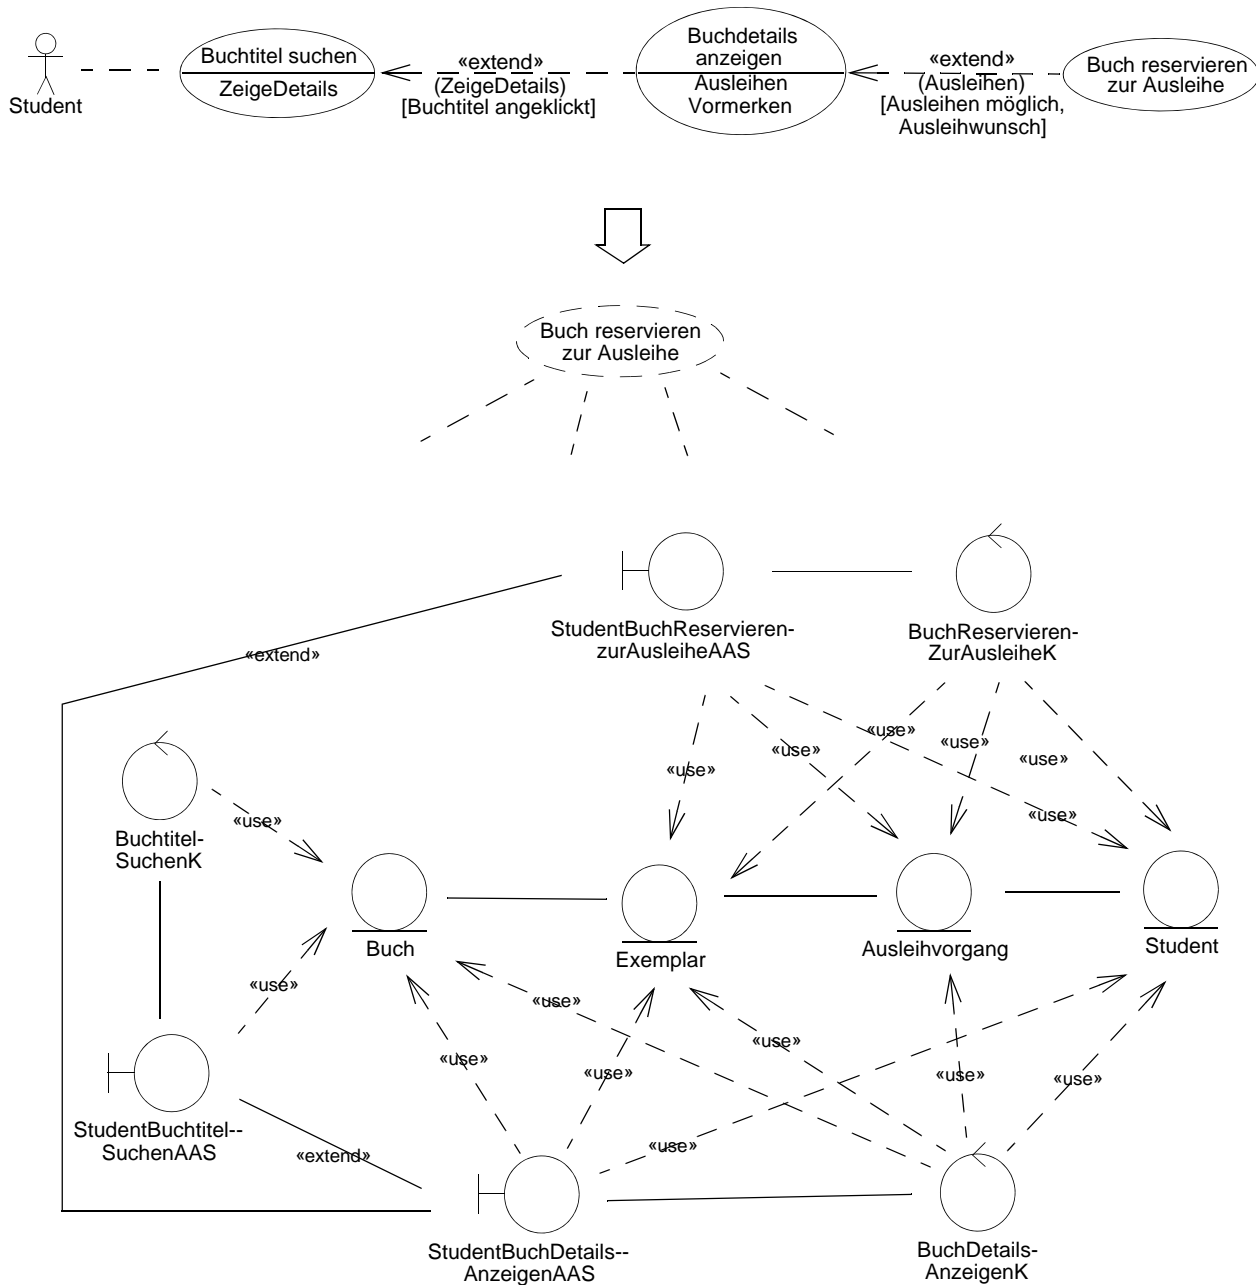 Student
Buchtitel suchen
ZeigeDetails
«extend»
(ZeigeDetails)
[Buchtitel angeklickt]
Buchdetails
anzeigen
Ausleihen
Vormerken
«extend»
(Ausleihen)
[Ausleihen möglich,
Ausleihwunsch]
Buch reservieren
zur Ausleihe
Buch reservieren
zur Ausleihe
StudentBuchReservieren-
zurAusleiheAAS
BuchReservieren-
ZurAusleiheK
«extend»
«use»
«use»
«use»
«use»
«use»
«use»
«use»
Buchtitel-
SuchenK
Buch
Exemplar
Ausleihvorgang
Student
«use»
«use»
«use»
«use»
«use»
«use»
«use»
«use»
StudentBuchtitel--
SuchenAAS
«extend»
«use»
StudentBuchDetails--
AnzeigenAAS
BuchDetails-
AnzeigenK